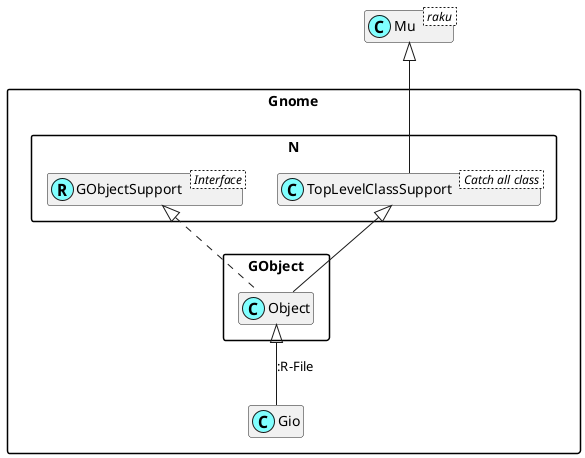 C Mu raku
Gnome
N
R GObjectSupport Interface
C TopLevelClassSupport Catch all class
GObject
C Object
:R-File
C Gio